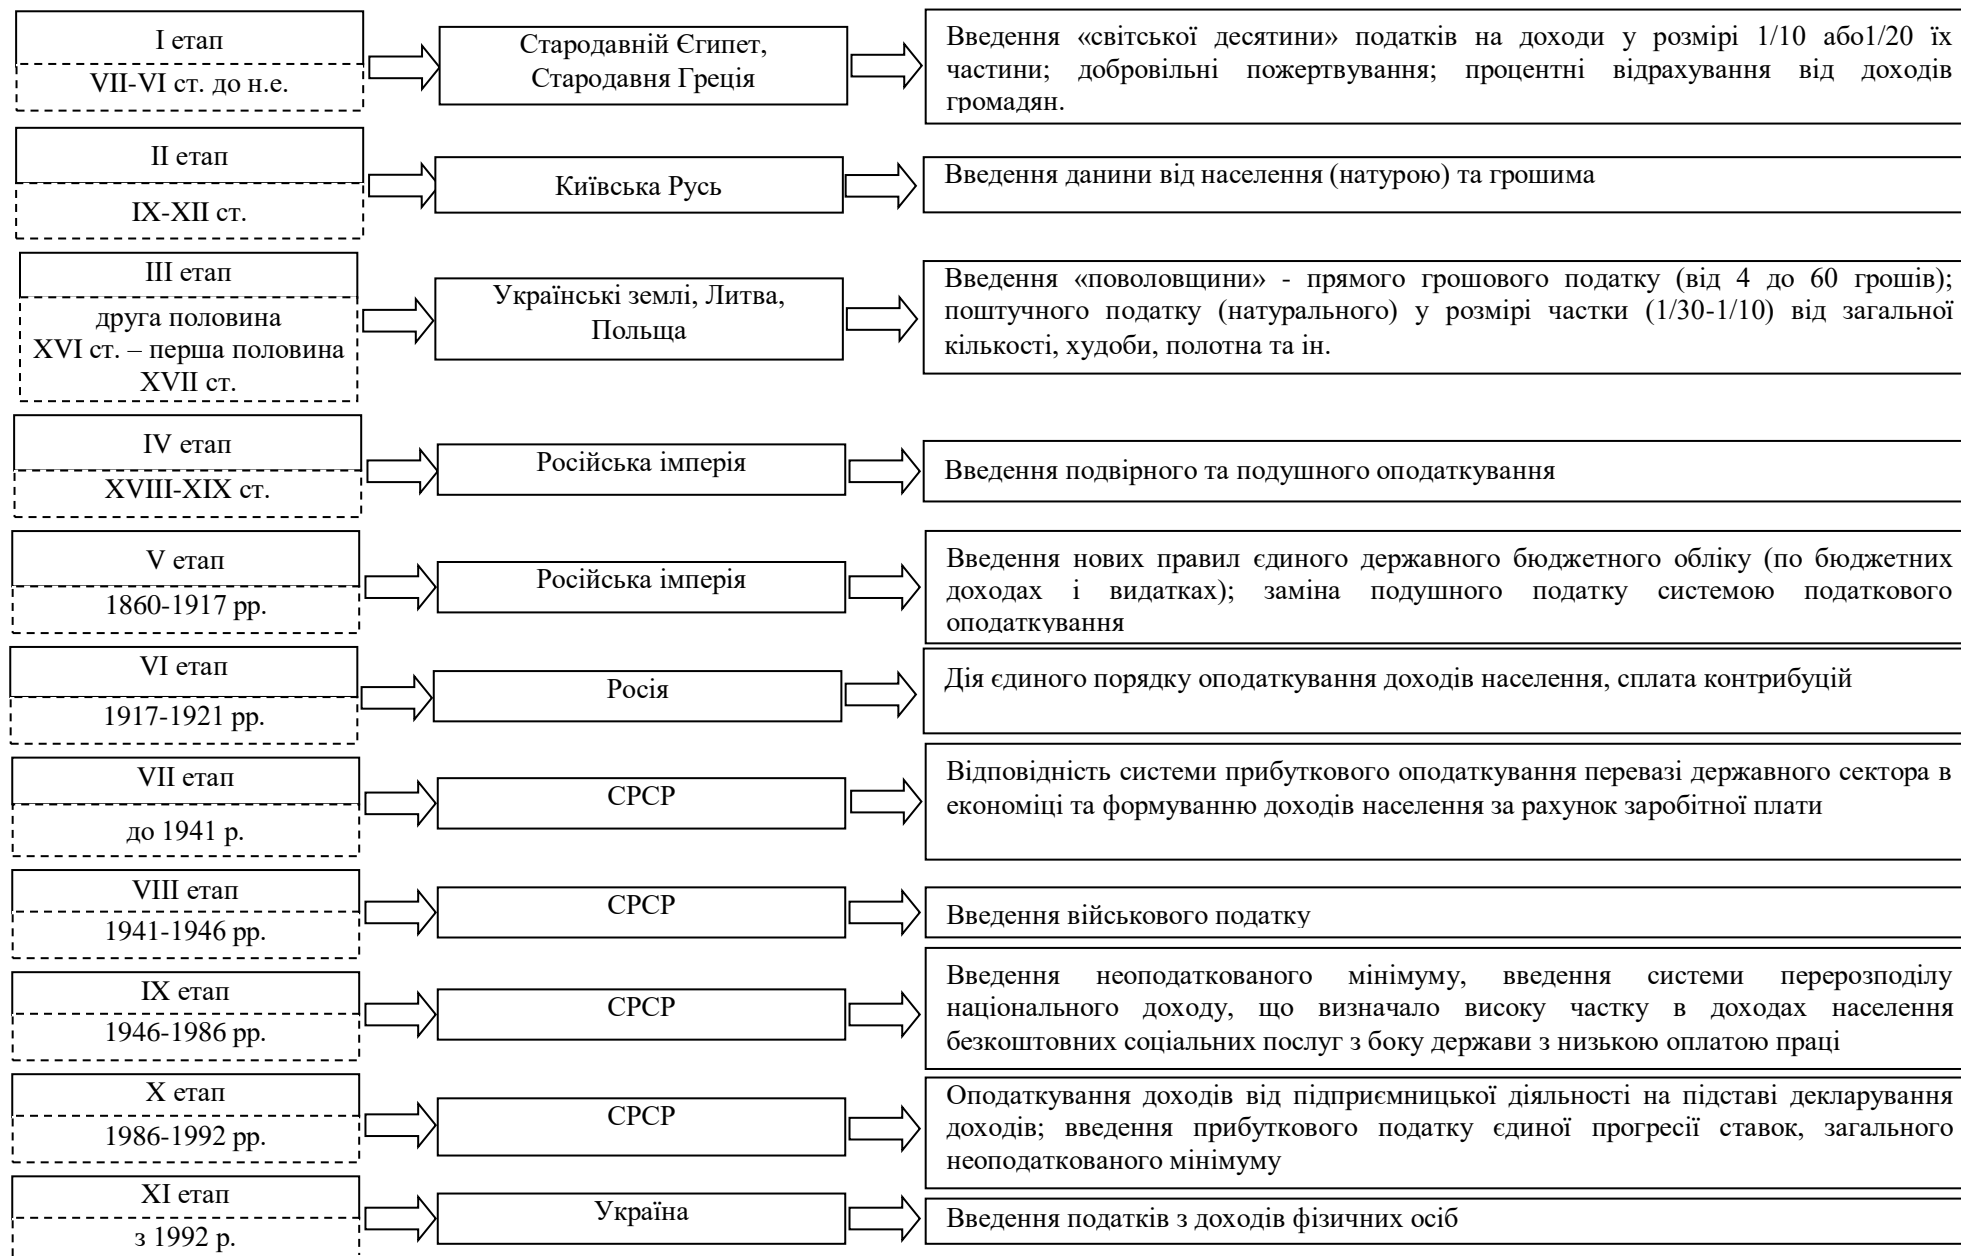 I етап
VII-VI ст. до н.е.
Стародавній Єгипет,
Стародавня Греція
Введення «світської десятини» податків на доходи у розмірі 1/10 або1/20 їх
частини; добровільні пожертвування; процентні відрахування від доходів
громадян.
II етап
IX-XII ст.
Київська Русь
Введення данини від населення (натурою) та грошима
III етап
друга половина
XVI ст. – перша половина
XVII ст.
Українські землі, Литва,
Польща
Введення «поволовщини» - прямого грошового податку (від 4 до 60 грошів);
поштучного податку (натурального) у розмірі частки (1/30-1/10) від загальної
кількості, худоби, полотна та ін.
IV етап
XVIII-XIX ст.
Російська імперія
Введення подвірного та подушного оподаткування
V етап
1860-1917 рр.
Російська імперія
Введення нових правил єдиного державного бюджетного обліку (по бюджетних
доходах і видатках); заміна подушного податку системою податкового
оподаткування
VI етап
1917-1921 рр.
Росія
Дія єдиного порядку оподаткування доходів населення, сплата контрибуцій
VII етап
до 1941 р.
СРСР
Відповідність системи прибуткового оподаткування перевазі державного сектора в
економіці та формуванню доходів населення за рахунок заробітної плати
VIII етап
1941-1946 рр.
СРСР
Введення військового податку
IX етап
1946-1986 рр.
СРСР
Введення неоподаткованого мінімуму, введення системи перерозподілу
національного доходу, що визначало високу частку в доходах населення
безкоштовних соціальних послуг з боку держави з низькою оплатою праці
X етап
1986-1992 рр.
СРСР
Оподаткування доходів від підприємницької діяльності на підставі декларування
доходів; введення прибуткового податку єдиної прогресії ставок, загального
неоподаткованого мінімуму
XI етап
з 1992 р.
Україна
Введення податків з доходів фізичних осіб